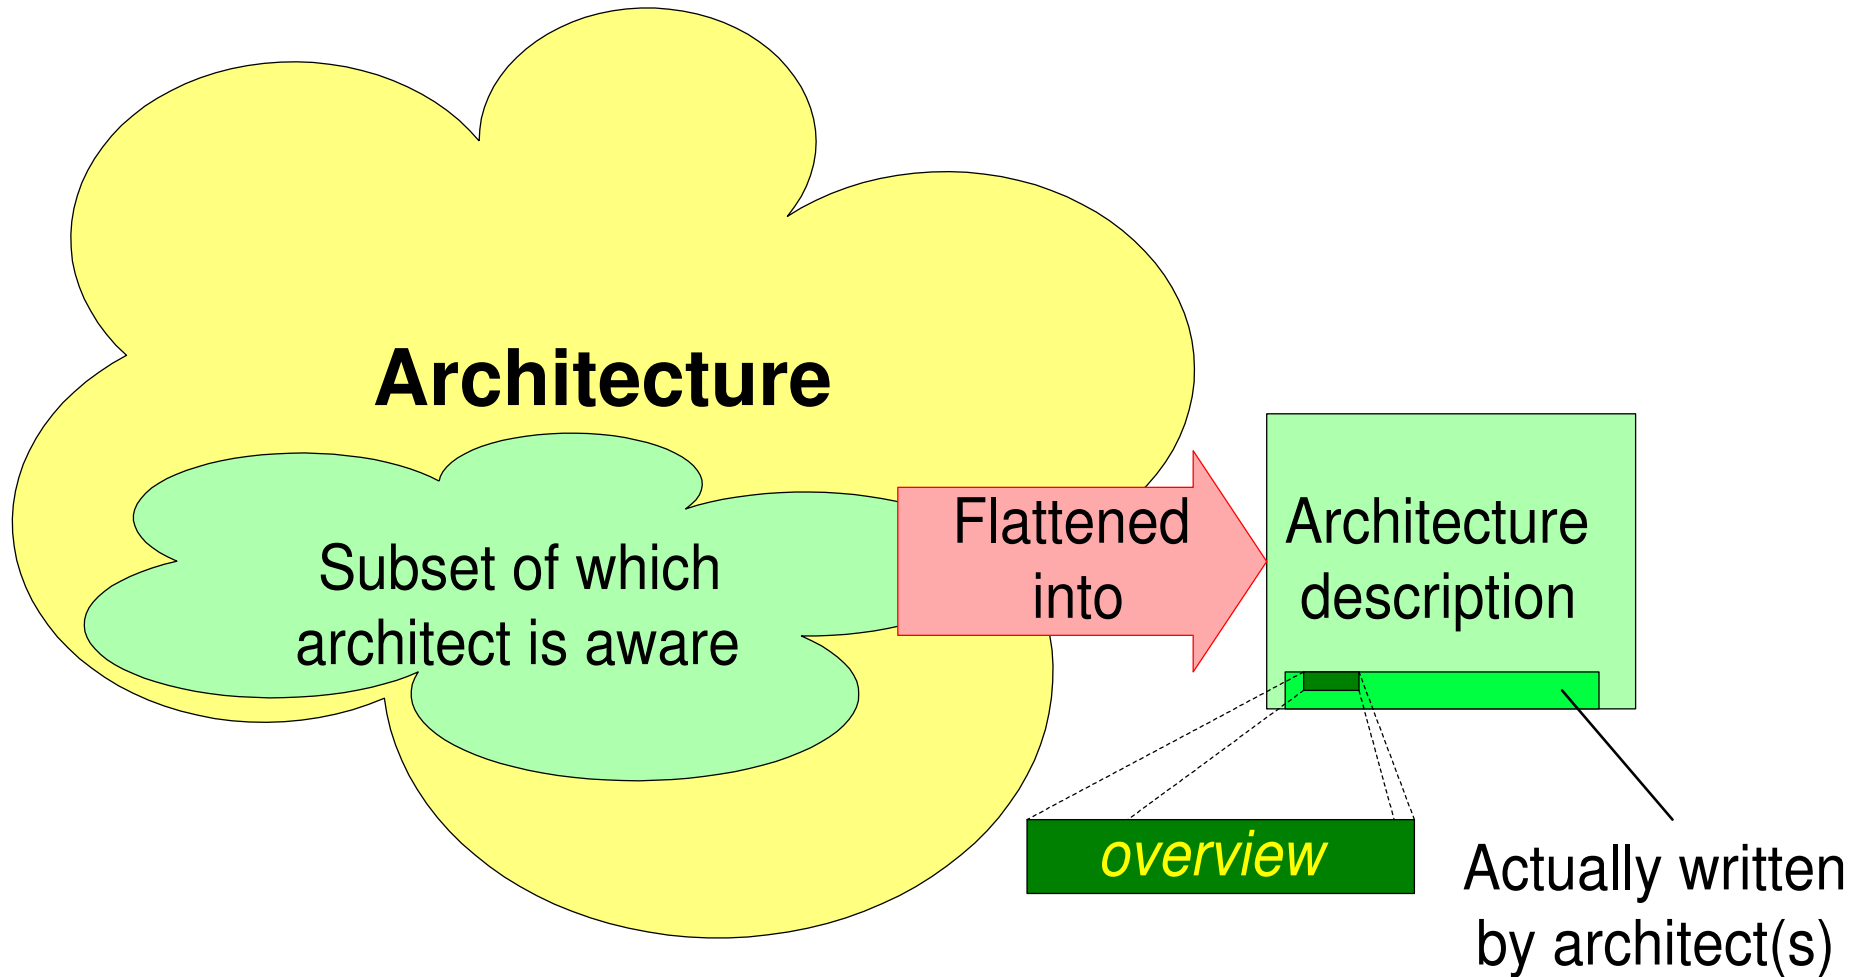 Architecture
Subset of which
architect is aware
Flattened
into
Architecture
description
overview
Actually written
by architect(s)